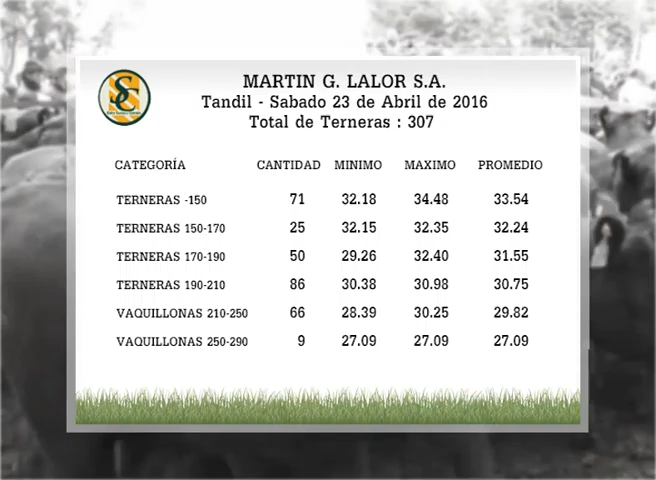 SC
MARTIN G. LALOR S.A.
Tandil - Sabado 23 de Abril de 2016
Total de Terneras : 307
CATEGORÍA CANTIDAD MINIMO MAXIMO PROMEDIO
TERNERAS -150 71 32.18 34.48 33.54
TERNERAS 150-170 25 32.15 32.35 32.24
TERNERAS 170-190 50 29.26 32.40 31.55
TERNERAS 190-210 86 30.38 30.98 30.75
VAQUILLONAS 210-250 66 28.39 30.25 29.82
VAQUILLONAS 250-290 9 27.09 27.09 27.09